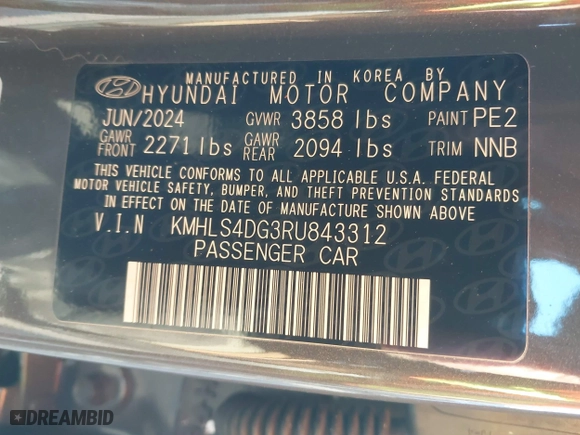 MANUFACTURED IN KOREA BY
HYUNDAI MOTOR COMPANY
JUN/2024 GVWR 3858 lbs PAINT PE2
GAWR FRONT 2271 lbs GAWR REAR 2094 lbs TRIM NNB
THIS VEHICLE CONFORMS TO ALL APPLICABLE U.S.A. FEDERAL
MOTOR VEHICLE SAFETY, BUMPER, AND THEFT PREVENTION STANDARDS
IN EFFECT ON THE DATE OF MANUFACTURE SHOWN ABOVE
V.I.N KMHLS4DG3RU843312
PASSENGER CAR
DREAMBID